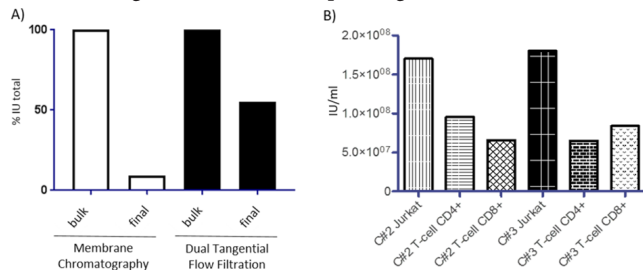 A)
% IU total
100
50
0
bulk
final
bulk
final
Membrane
Chromatography
Dual Tangential
Flow Filtration
B)
IU/ml
2.0×10⁰⁸
1.5×10⁰⁸
1.0×10⁰⁸
5.0×10⁰⁷
0
C#2 Jurkat
C#2 T-cell CD4+
C#2 T-cell CD8+
C#3 Jurkat
C#3 T-cell CD4+
C#3 T-cell CD8+